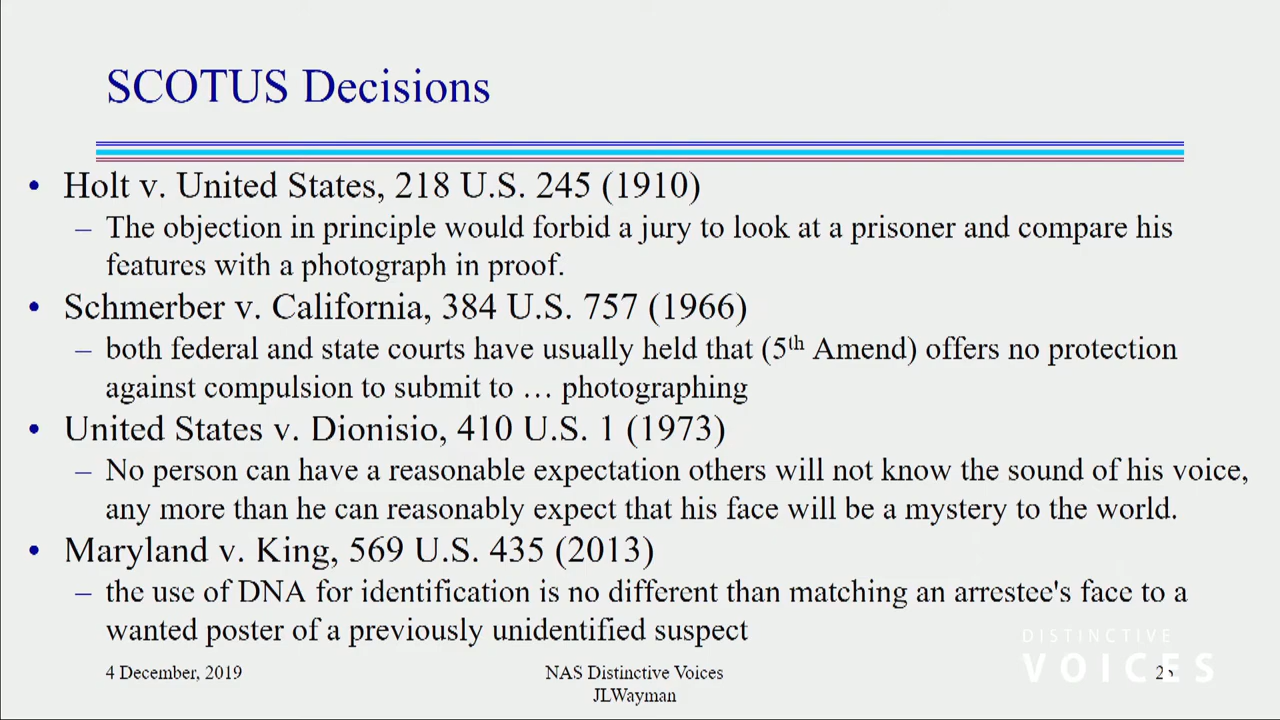 SCOTUS Decisions
• Holt v. United States, 218 U.S. 245 (1910)
– The objection in principle would forbid a jury to look at a prisoner and compare his
features with a photograph in proof.
• Schmerber v. California, 384 U.S. 757 (1966)
– both federal and state courts have usually held that (5th Amend) offers no protection
against compulsion to submit to … photographing
• United States v. Dionisio, 410 U.S. 1 (1973)
– No person can have a reasonable expectation others will not know the sound of his voice,
any more than he can reasonably expect that his face will be a mystery to the world.
• Maryland v. King, 569 U.S. 435 (2013)
– the use of DNA for identification is no different than matching an arrestee's face to a
wanted poster of a previously unidentified suspect
DISTINCTIVE
VOICES
4 December, 2019
NAS Distinctive Voices
JLWayman